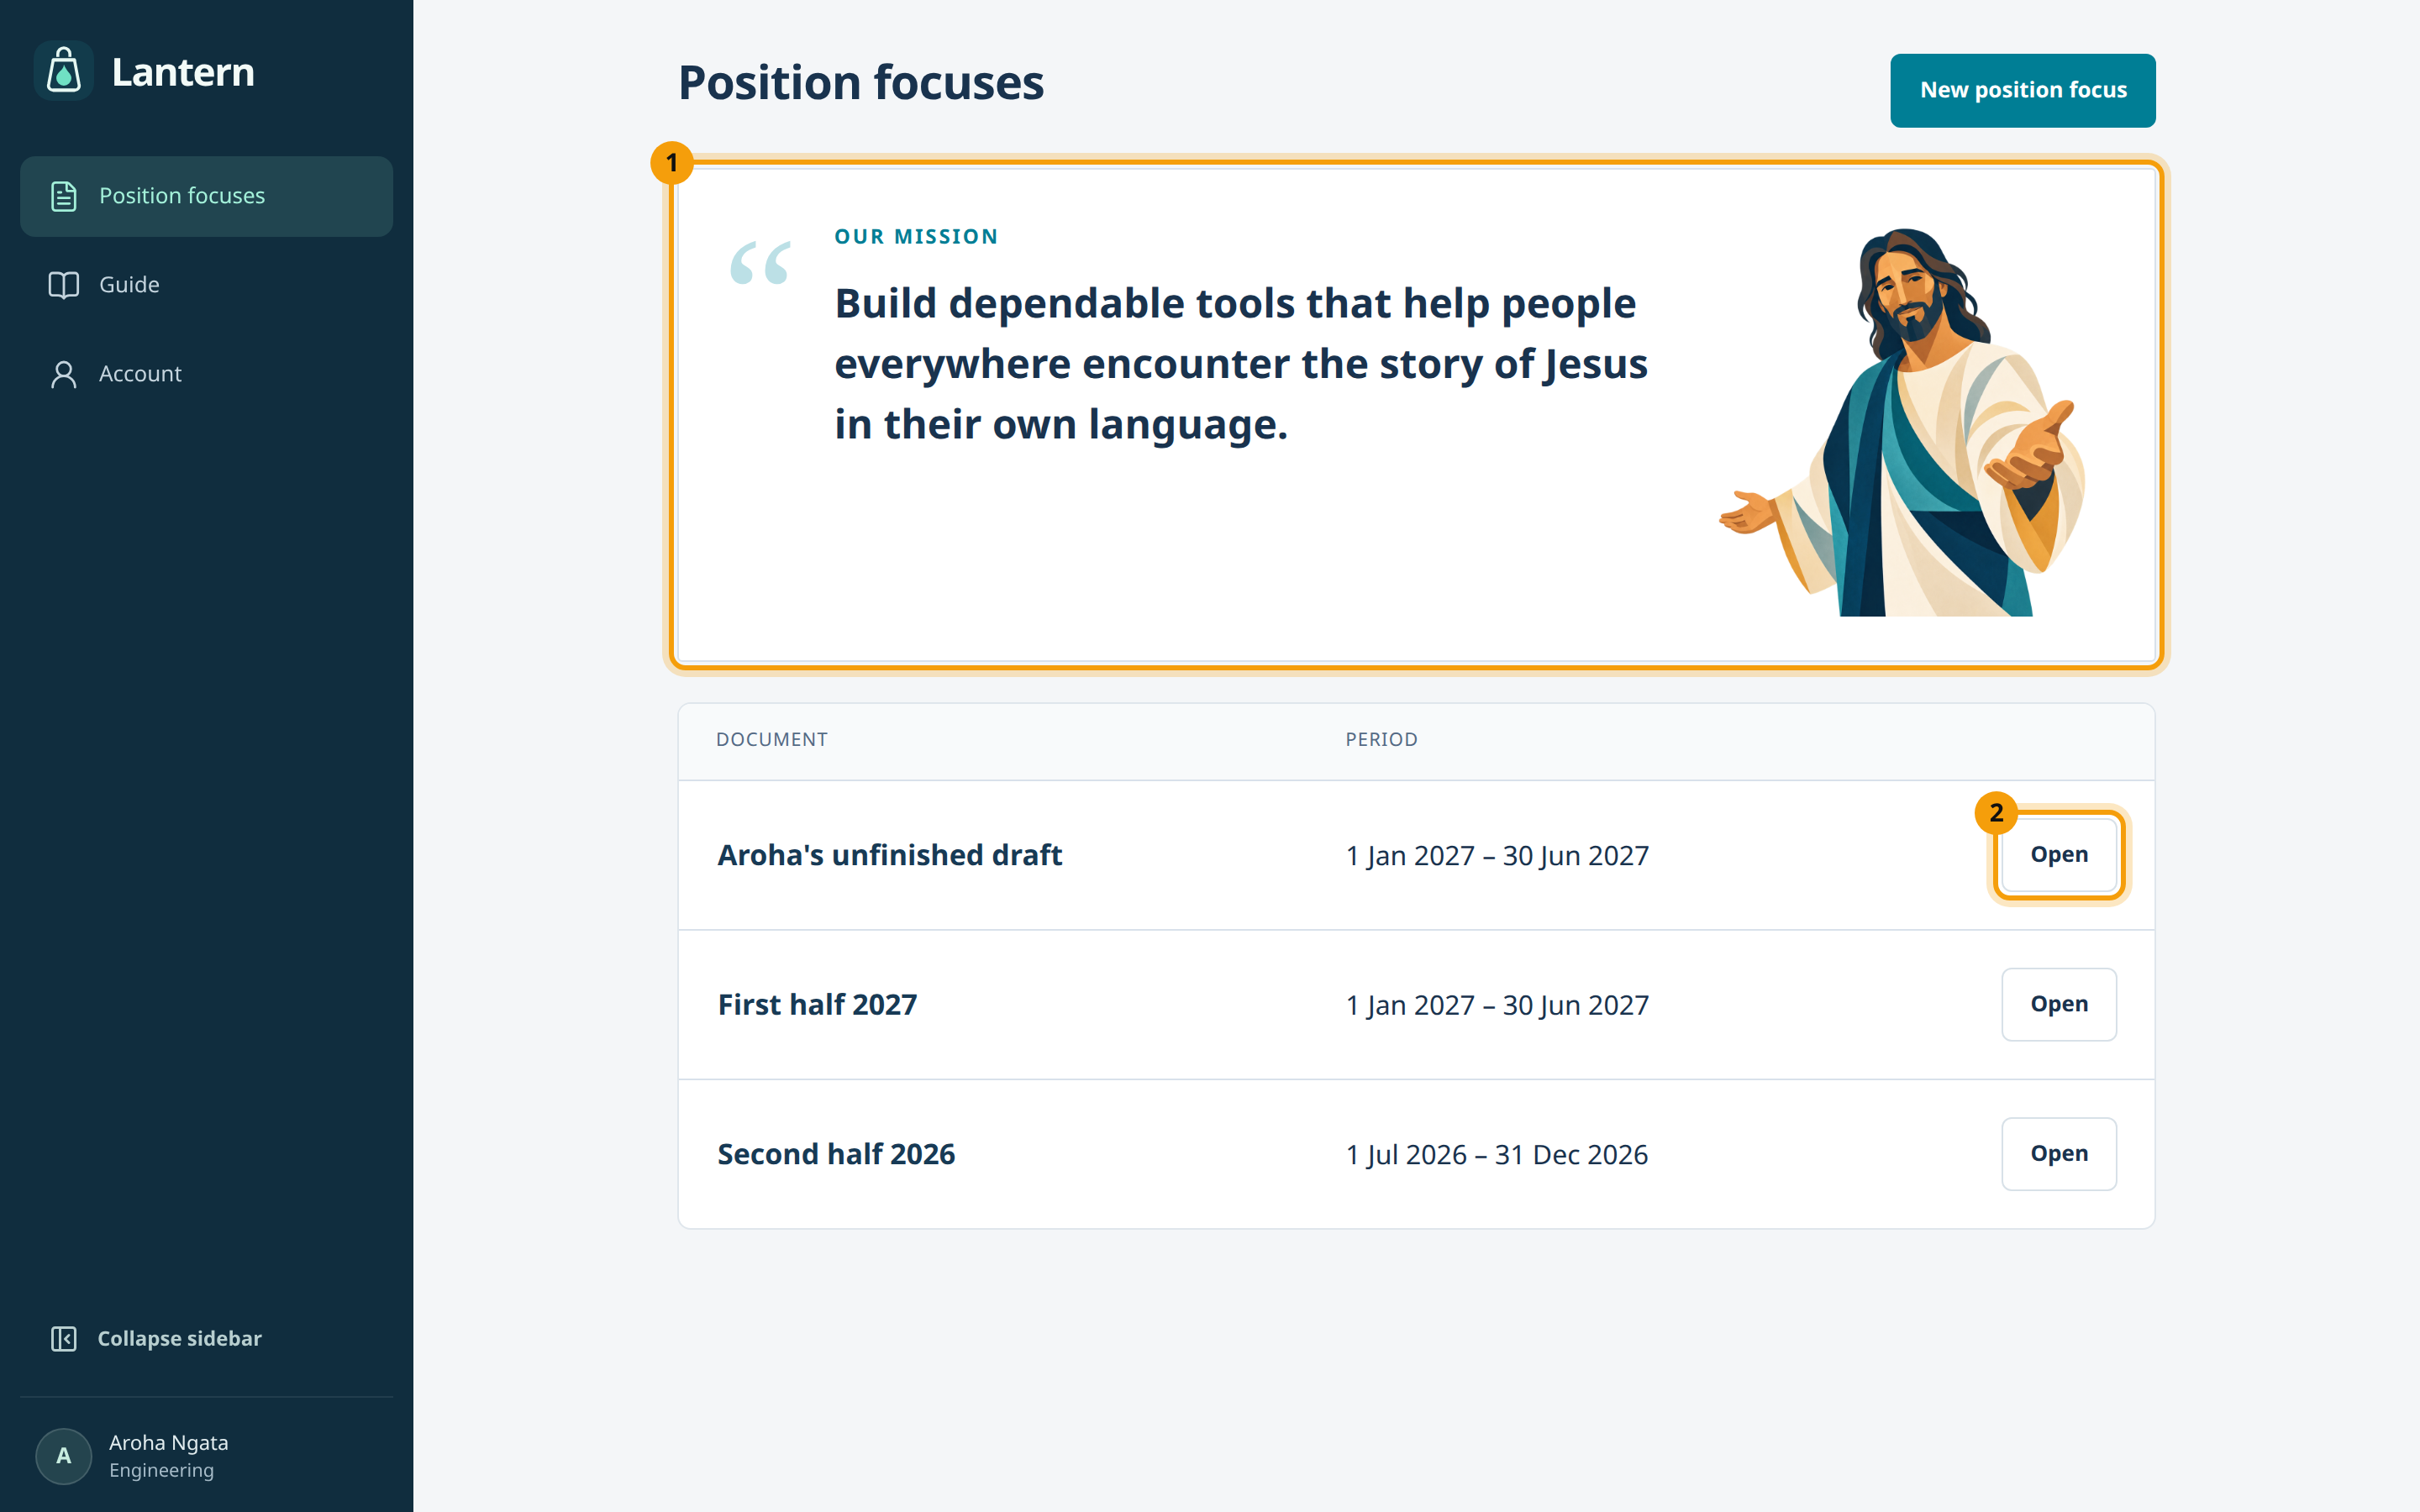 Lantern
Position focuses
Guide
Account
Collapse sidebar
A
Aroha Ngata
Engineering
Position focuses
New position focus
1
“
OUR MISSION
Build dependable tools that help people
everywhere encounter the story of Jesus
in their own language.
DOCUMENT PERIOD
2
Aroha's unfinished draft 1 Jan 2027 – 30 Jun 2027 Open
First half 2027 1 Jan 2027 – 30 Jun 2027 Open
Second half 2026 1 Jul 2026 – 31 Dec 2026 Open